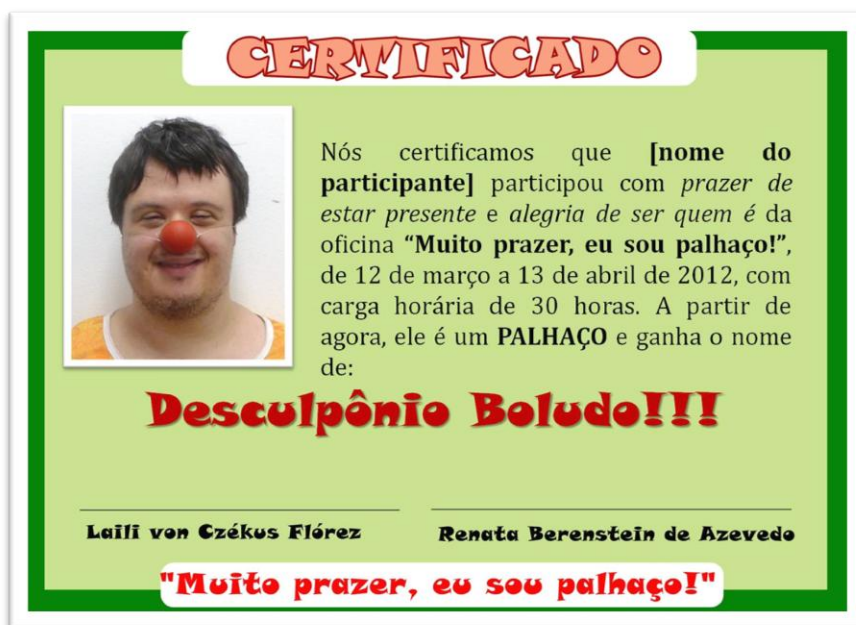 CERTIFICADO
Nós certificamos que [nome do
participante] participou com prazer de
estar presente e alegria de ser quem é da
oficina “Muito prazer, eu sou palhaço!”,
de 12 de março a 13 de abril de 2012, com
carga horária de 30 horas. A partir de
agora, ele é um PALHAÇO e ganha o nome
de:
Desculpônio Boludo!!!
Laili von Czékus Flórez
Renata Berenstein de Azevedo
"Muito prazer, eu sou palhaço!"